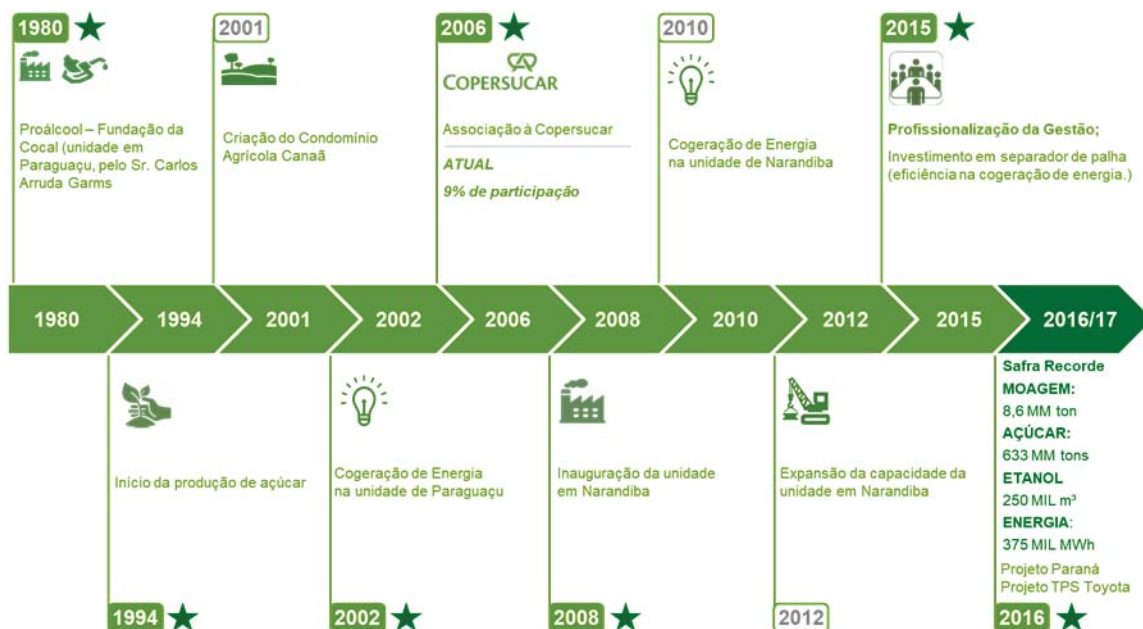 1980
Proálcool – Fundação da
Cocal (unidade em
Paraguaçu, pelo Sr. Carlos
Arruda Garms
2001
Criação do Condomínio
Agrícola Canaã
2006
COPERSUCAR
Associação à Copersucar
ATUAL
9% de participação
2010
Cogeração de Energia
na unidade de Narandiba
2015
Profissionalização da Gestão;
Investimento em separador de palha
(eficiência na cogeração de energia.)
1980
1994
2001
2002
2006
2008
2010
2012
2015
2016/17
Início da produção de açúcar
1994
Cogeração de Energia
na unidade de Paraguaçu
2002
Inauguração da unidade
em Narandiba
2008
Expansão da capacidade da
unidade em Narandiba
2012
Safra Recorde
MOAGEM:
8,6 MM ton
AÇÚCAR:
633 MM tons
ETANOL
250 MIL m³
ENERGIA:
375 MIL MWh
Projeto Paraná
Projeto TPS Toyota
2016